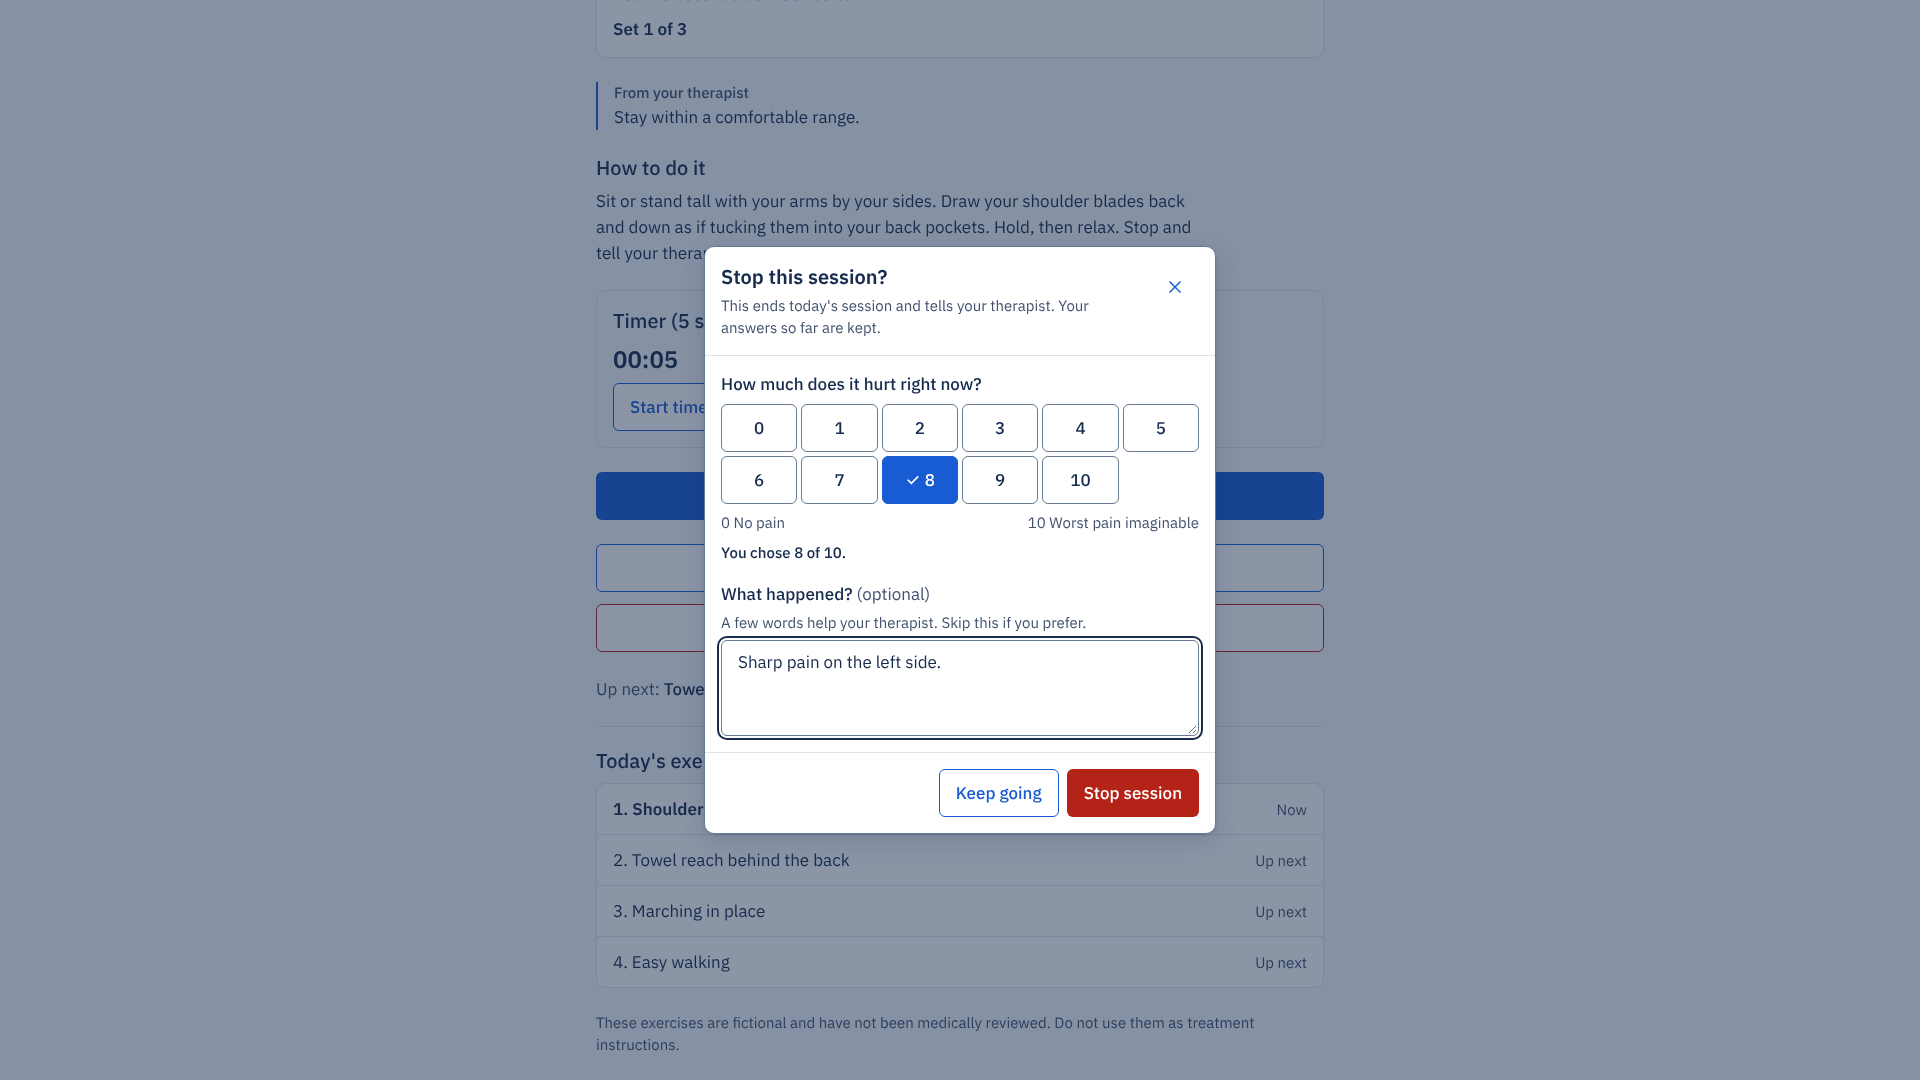 Set 1 of 3
From your therapist
Stay within a comfortable range.
How to do it
Sit or stand tall with your arms by your sides. Draw your shoulder blades back
and down as if tucking them into your back pockets. Hold, then relax. Stop and
tell your
Stop this session?
This ends today's session and tells your therapist. Your
answers so far are kept.
Timer (5
00:05
Start
How much does it hurt right now?
0 1 2 3 4 5
6 7 8 9 10
0 No pain 10 Worst pain imaginable
You chose 8 of 10.
What happened? (optional)
A few words help your therapist. Skip this if you prefer.
Sharp pain on the left side.
Up next:
Keep going Stop session
Today's
1. Shoulder Now
2. Towel reach behind the back Up next
3. Marching in place Up next
4. Easy walking Up next
These exercises are fictional and have not been medically reviewed. Do not use them as treatment
instructions.